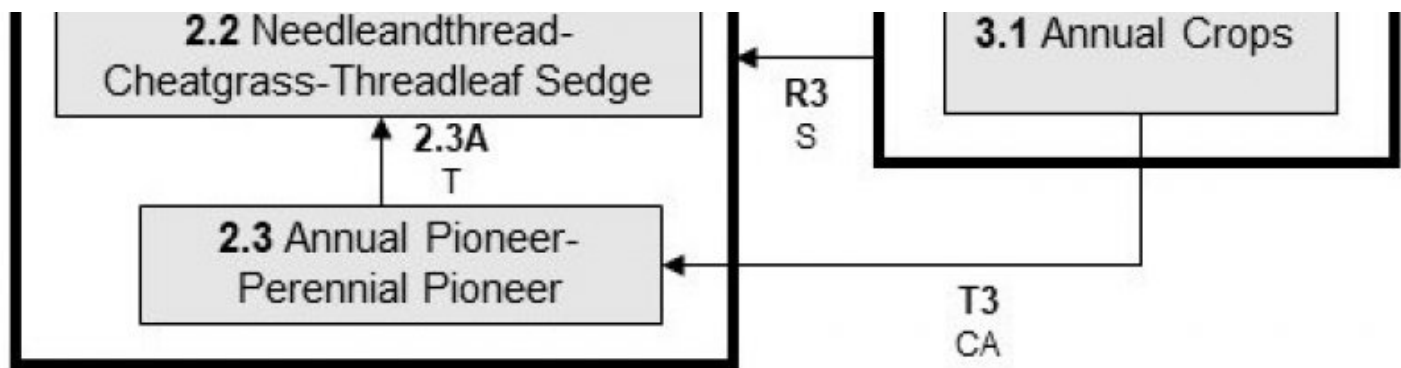 2.2 Needleandthread-
Cheatgrass-Threadleaf Sedge
3.1 Annual Crops
R3
S
2.3A
T
2.3 Annual Pioneer-
Perennial Pioneer
T3
CA